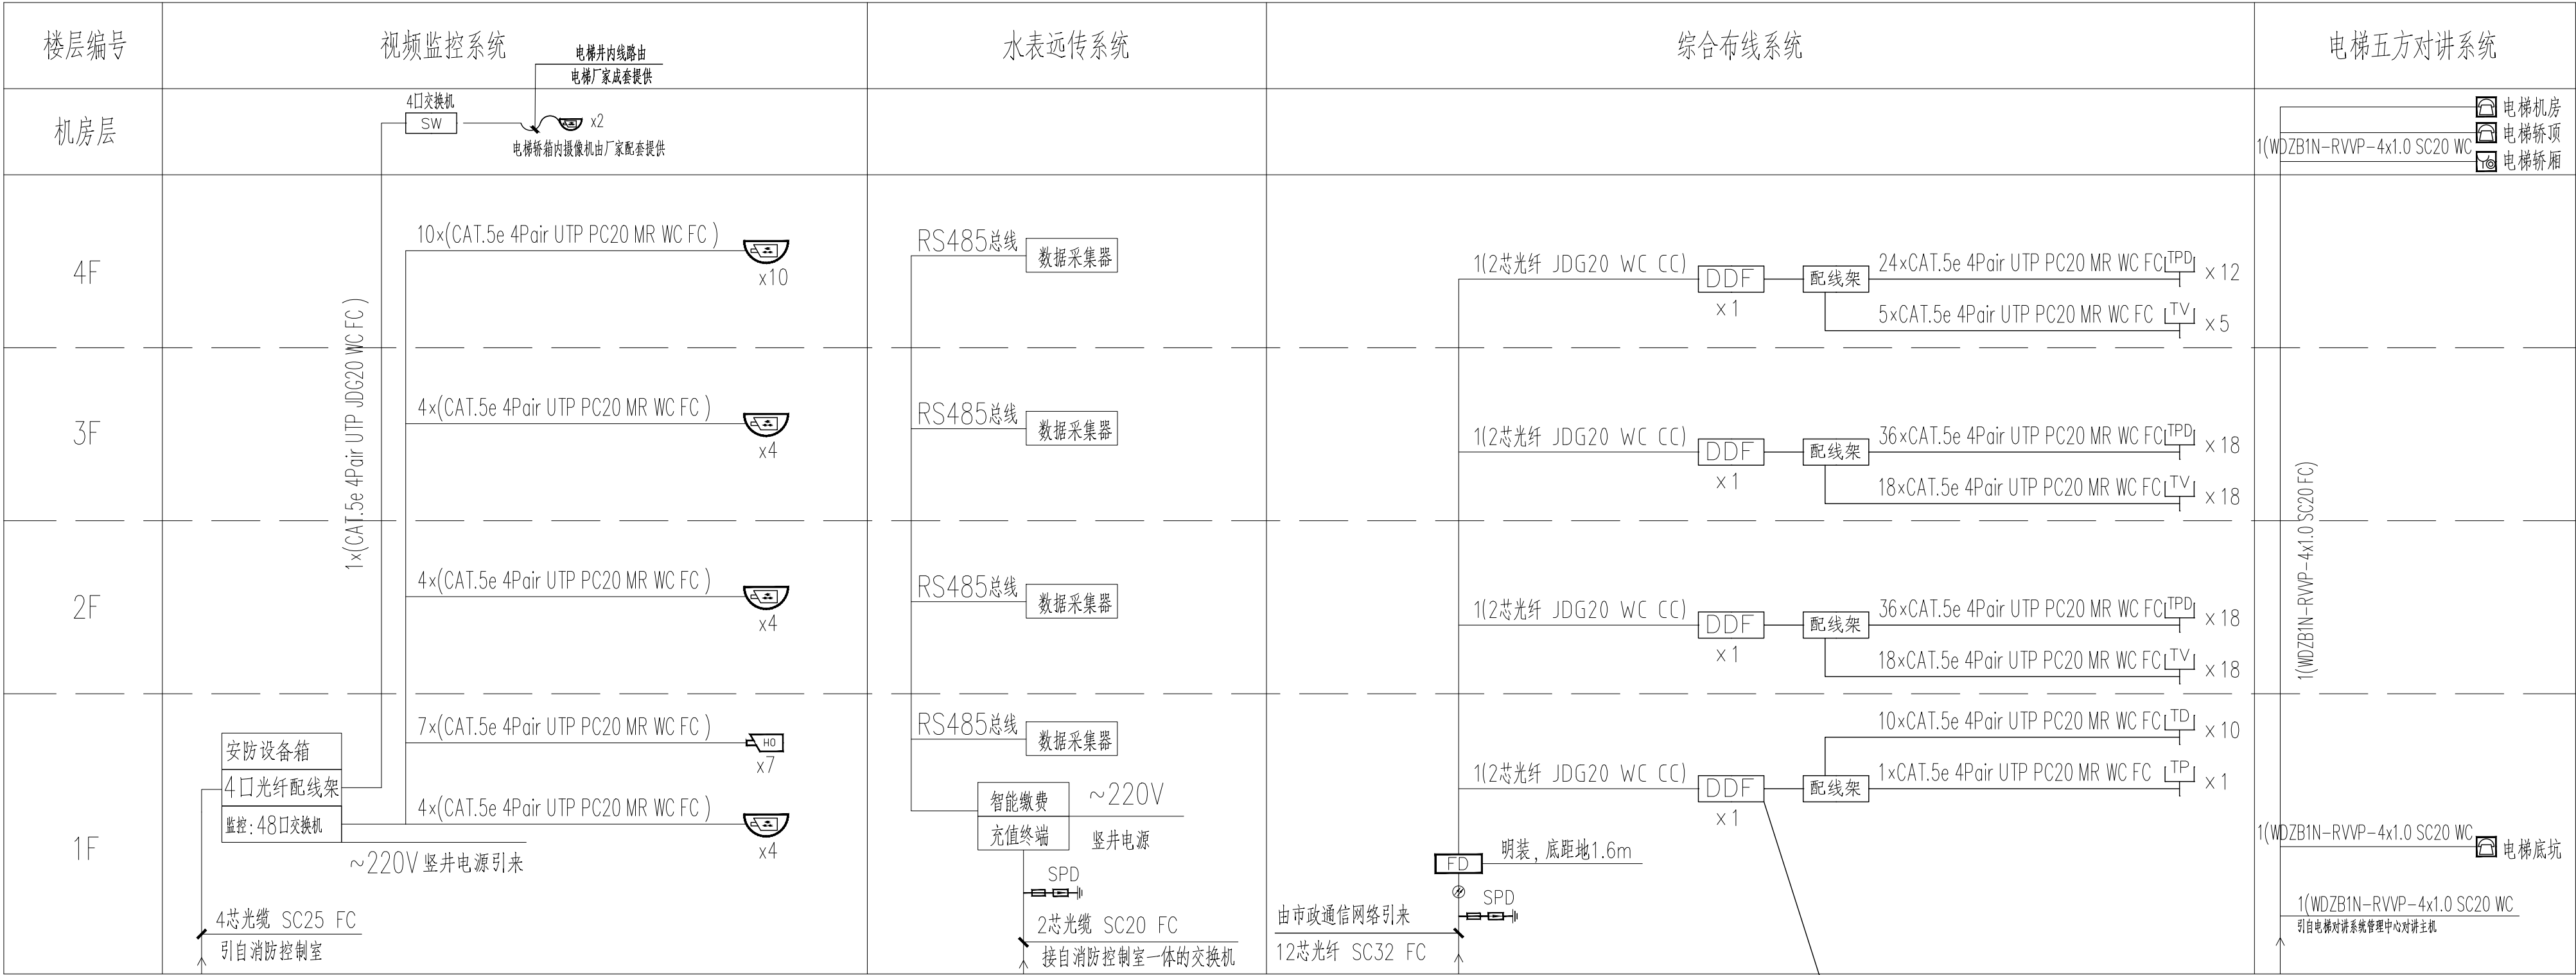 楼层编号
视频监控系统
水表远传系统
综合布线系统
电梯五方对讲系统
电梯井内线路由
电梯厂家成套提供
机房层
4口交换机
SW
x2
电梯轿箱内摄像机由厂家配套提供
电梯机房
电梯轿顶
1(WDZB1N-RVVP-4x1.0 SC20 WC
电梯轿厢
4F
10×(CAT.5e 4Pair UTP PC20 MR WC FC )
x10
RS485总线
数据采集器
1(2芯光纤 JDG20 WC CC)
DDF
×1
配线架
24×CAT.5e 4Pair UTP PC20 MR WC FC
TPD
×12
5×CAT.5e 4Pair UTP PC20 MR WC FC
TV
×5
1×(CAT.5e 4Pair UTP JDG20 WC FC)
3F
4×(CAT.5e 4Pair UTP PC20 MR WC FC )
x4
RS485总线
数据采集器
1(2芯光纤 JDG20 WC CC)
DDF
×1
配线架
36×CAT.5e 4Pair UTP PC20 MR WC FC
TPD
×18
18×CAT.5e 4Pair UTP PC20 MR WC FC
TV
×18
1(WDZB1N-RVVP-4x1.0 SC20 FC)
2F
4×(CAT.5e 4Pair UTP PC20 MR WC FC )
x4
RS485总线
数据采集器
1(2芯光纤 JDG20 WC CC)
DDF
×1
配线架
36×CAT.5e 4Pair UTP PC20 MR WC FC
TPD
×18
18×CAT.5e 4Pair UTP PC20 MR WC FC
TV
×18
1F
安防设备箱
4口光纤配线架
监控:48口交换机
~220V 竖井电源引来
7×(CAT.5e 4Pair UTP PC20 MR WC FC )
HD
x7
4×(CAT.5e 4Pair UTP PC20 MR WC FC )
x4
4芯光缆 SC25 FC
引自消防控制室
RS485总线
数据采集器
智能缴费
充值终端
~220V
竖井电源
SPD
2芯光缆 SC20 FC
接自消防控制室一体的交换机
1(2芯光纤 JDG20 WC CC)
DDF
×1
配线架
10×CAT.5e 4Pair UTP PC20 MR WC FC
TD
×10
1×CAT.5e 4Pair UTP PC20 MR WC FC
TP
×1
FD
明装, 底距地1.6m
SPD
由市政通信网络引来
12芯光纤 SC32 FC
1(WDZB1N-RVVP-4x1.0 SC20 WC
电梯底坑
1(WDZB1N-RVVP-4x1.0 SC20 WC
引自电梯对讲系统管理中心对讲主机